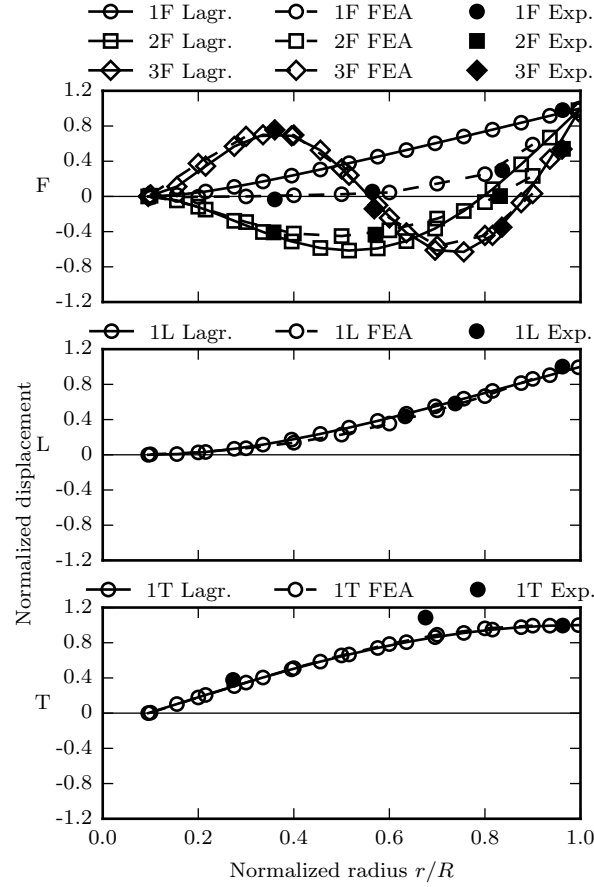 1F Lagr. 1F FEA 1F Exp.
2F Lagr. 2F FEA 2F Exp.
3F Lagr. 3F FEA 3F Exp.
1.2
0.8
0.4
0
-0.4
-0.8
-1.2
F
1L Lagr. 1L FEA 1L Exp.
1.2
0.8
0.4
0
-0.4
-0.8
-1.2
L
Normalized displacement
1T Lagr. 1T FEA 1T Exp.
1.2
0.8
0.4
0
-0.4
-0.8
-1.2
T
0.0 0.2 0.4 0.6 0.8 1.0
Normalized radius r/R